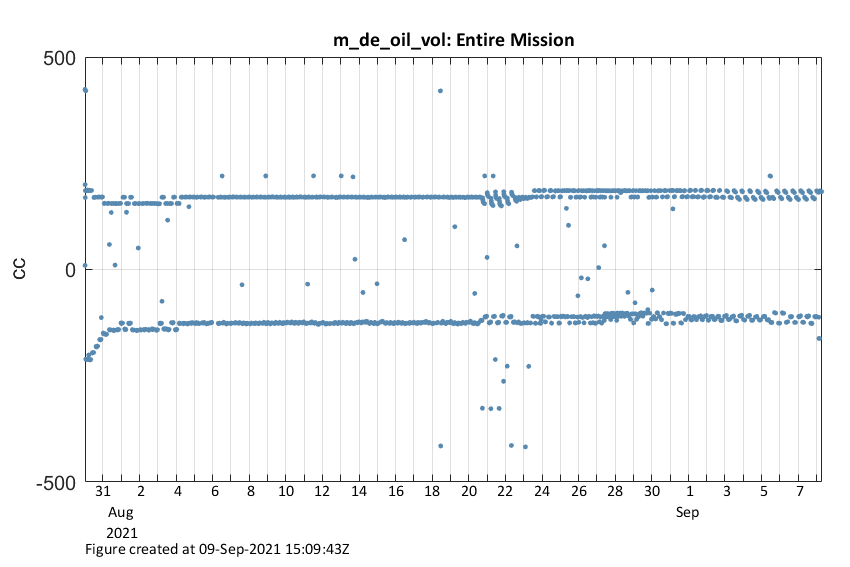 m_de_oil_vol: Entire Mission
500
0
-500
CC
31 2 4 6 8 10 12 14 16 18 20 22 24 26 28 30 1 3 5 7
Aug Sep
2021
Figure created at 09-Sep-2021 15:09:43Z